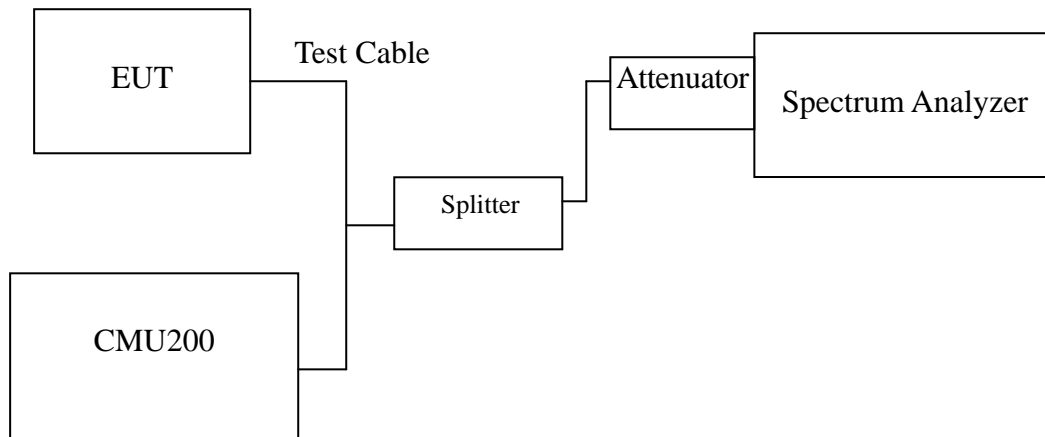 EUT
Test Cable
Attenuator
Spectrum Analyzer
Splitter
CMU200